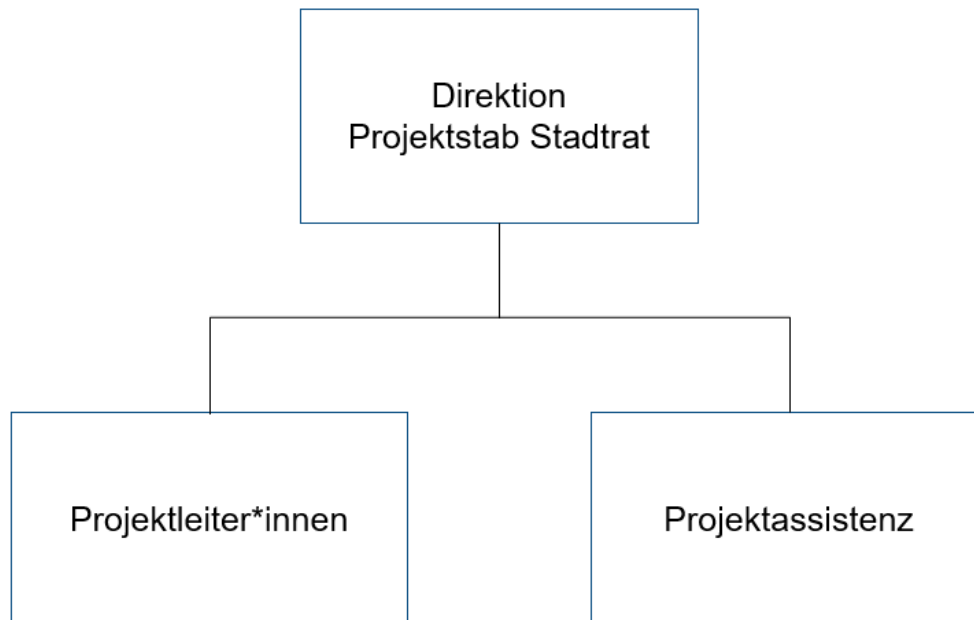 Direktion
Projektstab Stadtrat
Projektleiter*innen
Projektassistenz